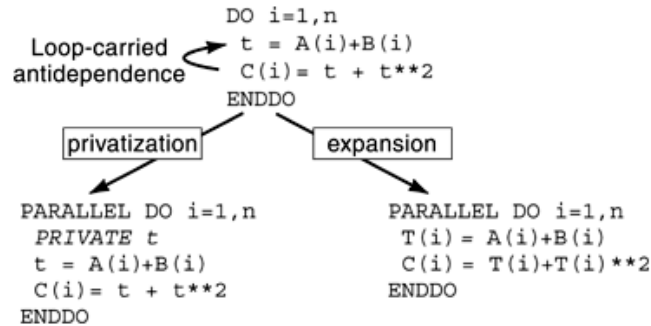 DO i=1,n
Loop-carried
antidependence
t = A(i)+B(i)
C(i)= t + t**2
ENDDO
privatization
expansion
PARALLEL DO i=1,n
PRIVATE t
t = A(i)+B(i)
C(i)= t + t**2
ENDDO
PARALLEL DO i=1,n
T(i) = A(i)+B(i)
C(i) = T(i)+T(i)**2
ENDDO